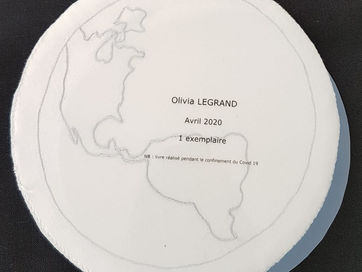 Olivia LEGRAND
Avril 2020
1 exemplaire
NB : livre réalisé pendant le confinement du Covid 19